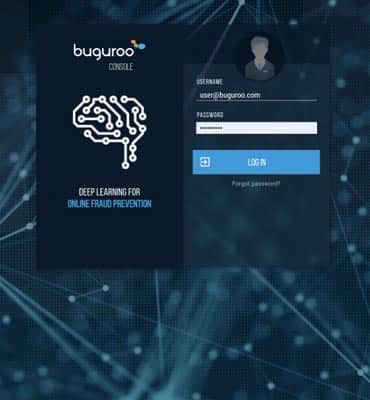 buguroo
CONSOLE
DEEP LEARNING FOR
ONLINE FRAUD PREVENTION
USERNAME
user@buguroo.com
PASSWORD
LOG IN
Forgot password?